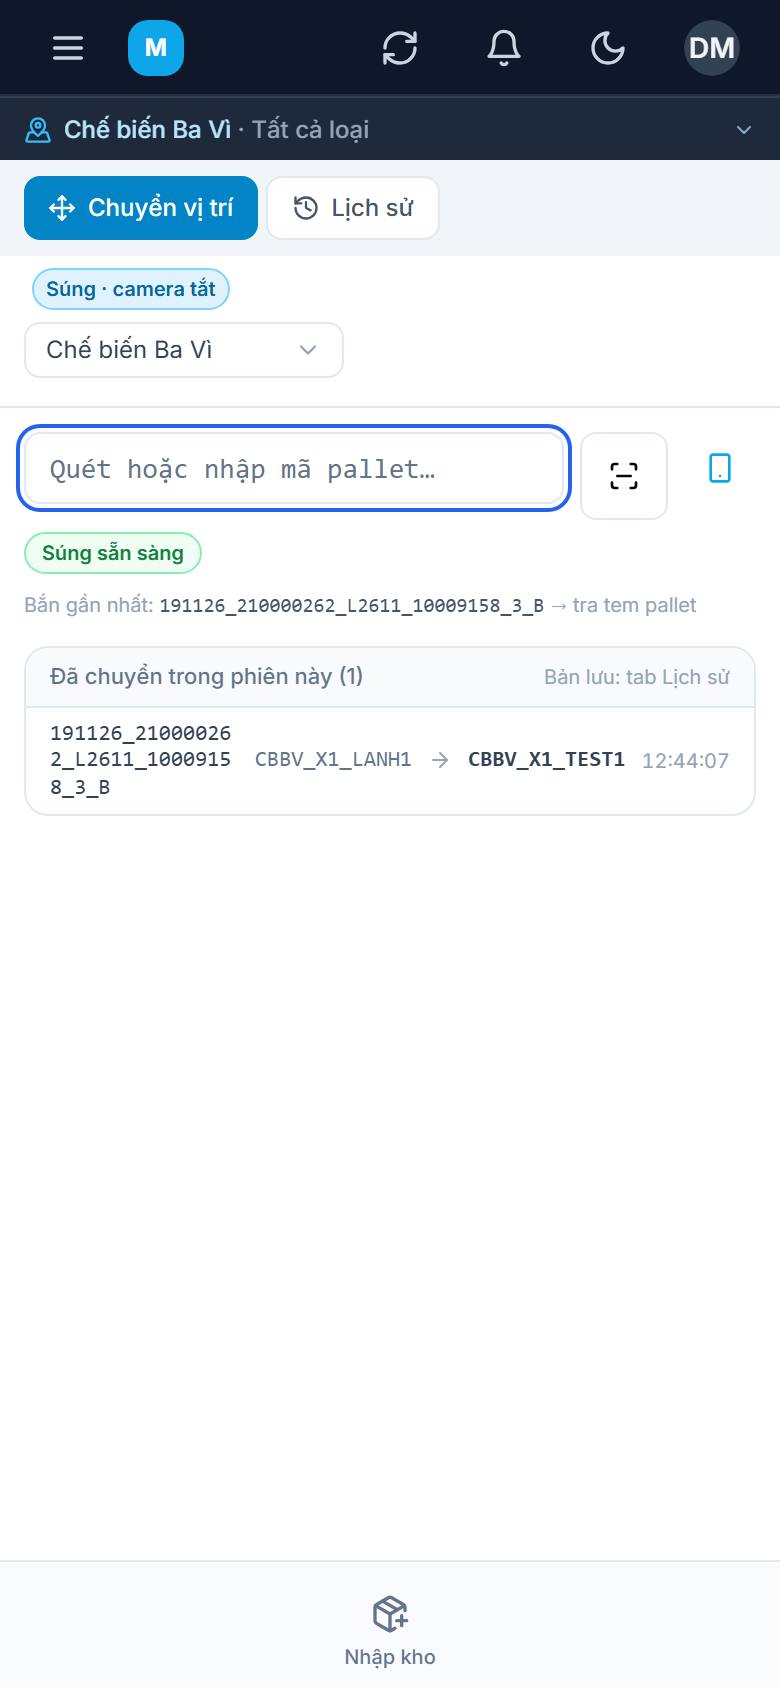 M
DM
Chế biến Ba Vì · Tất cả loại
Chuyển vị trí
Lịch sử
Súng · camera tắt
Chế biến Ba Vì
Quét hoặc nhập mã pallet…
Súng sẵn sàng
Bắn gần nhất: 191126_210000262_L2611_10009158_3_B → tra tem pallet
Đã chuyển trong phiên này (1)
Bản lưu: tab Lịch sử
191126_21000026
2_L2611_1000915
8_3_B
CBBV_X1_LANH1 → CBBV_X1_TEST1 12:44:07
Nhập kho